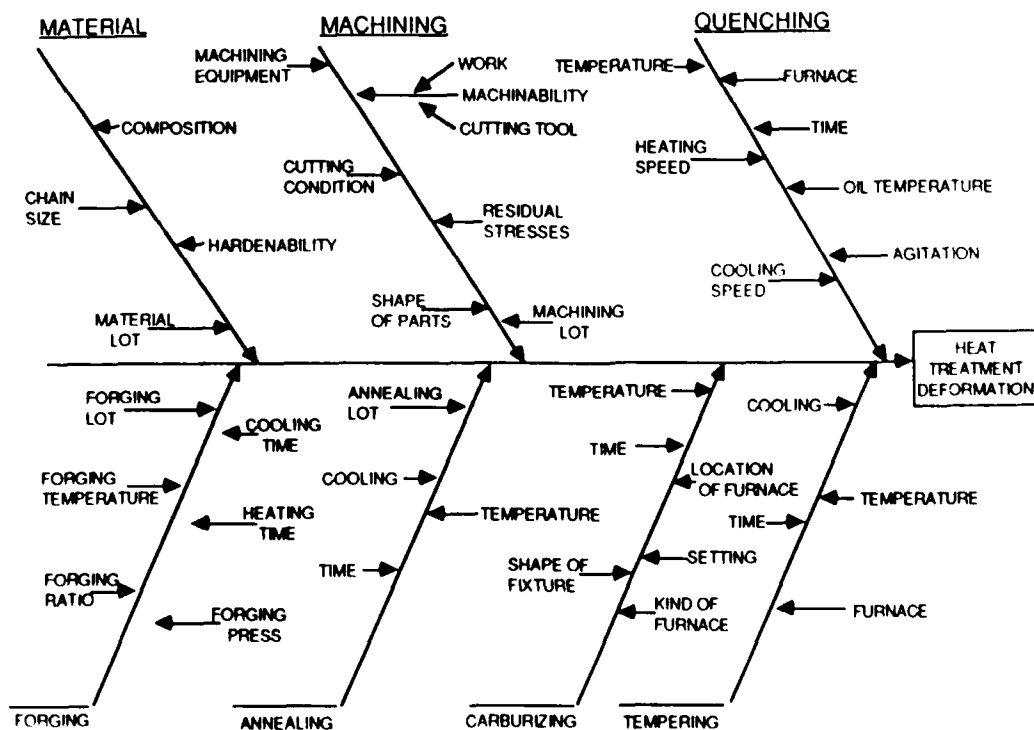 MATERIAL
MACHINING
QUENCHING
MACHINING
EQUIPMENT
WORK
MACHINABILITY
CUTTING TOOL
TEMPERATURE
FURNACE
COMPOSITION
TIME
CUTTING
CONDITION
HEATING
SPEED
CHAIN
SIZE
OIL TEMPERATURE
RESIDUAL
STRESSES
HARDENABILITY
AGITATION
COOLING
SPEED
MATERIAL
LOT
SHAPE
OF PARTS
MACHINING
LOT
HEAT
TREATMENT
DEFORMATION
FORGING
LOT
COOLING
TIME
ANNEALING
LOT
TEMPERATURE
COOLING
TIME
FORGING
TEMPERATURE
COOLING
LOCATION
OF FURNACE
TEMPERATURE
HEATING
TIME
TEMPERATURE
TIME
FORGING
RATIO
TIME
SHAPE OF
FIXTURE
SETTING
FORGING
PRESS
KIND OF
FURNACE
FURNACE
FORGING
ANNEALING
CARBURIZING
TEMPERING